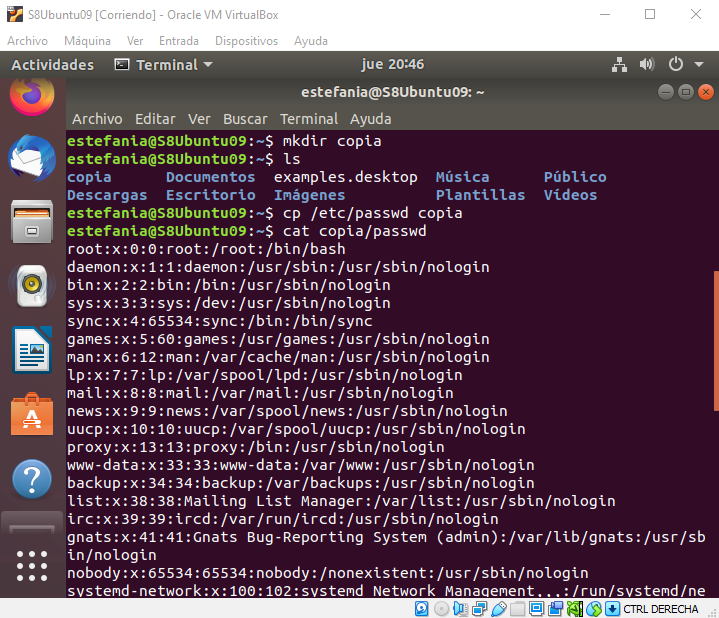 S8Ubuntu09 [Corriendo] - Oracle VM VirtualBox
Archivo Máquina Ver Entrada Dispositivos Ayuda
Actividades Terminal jue 20:46
estefania@S8Ubuntu09: ~
Archivo Editar Ver Buscar Terminal Ayuda
estefania@S8Ubuntu09:~$ mkdir copia
estefania@S8Ubuntu09:~$ ls
copia Documentos examples.desktop Música Público
Descargas Escritorio Imágenes Plantillas Vídeos
estefania@S8Ubuntu09:~$ cp /etc/passwd copia
estefania@S8Ubuntu09:~$ cat copia/passwd
root:x:0:0:root:/root:/bin/bash
daemon:x:1:1:daemon:/usr/sbin:/usr/sbin/nologin
bin:x:2:2:bin:/bin:/usr/sbin/nologin
sys:x:3:3:sys:/dev:/usr/sbin/nologin
sync:x:4:65534:sync:/bin:/bin/sync
games:x:5:60:games:/usr/games:/usr/sbin/nologin
man:x:6:12:man:/var/cache/man:/usr/sbin/nologin
lp:x:7:7:lp:/var/spool/lpd:/usr/sbin/nologin
mail:x:8:8:mail:/var/mail:/usr/sbin/nologin
news:x:9:9:news:/var/spool/news:/usr/sbin/nologin
uucp:x:10:10:uucp:/var/spool/uucp:/usr/sbin/nologin
proxy:x:13:13:proxy:/bin:/usr/sbin/nologin
www-data:x:33:33:www-data:/var/www:/usr/sbin/nologin
backup:x:34:34:backup:/var/backups:/usr/sbin/nologin
list:x:38:38:Mailing List Manager:/var/list:/usr/sbin/nologin
irc:x:39:39:ircd:/var/run/ircd:/usr/sbin/nologin
gnats:x:41:41:Gnats Bug-Reporting System (admin):/var/lib/gnats:/usr/sb
in/nologin
nobody:x:65534:65534:nobody:/nonexistent:/usr/sbin/nologin
systemd-network:x:100:102:systemd Network Management,,,:/run/systemd/ne
CTRL DERECHA